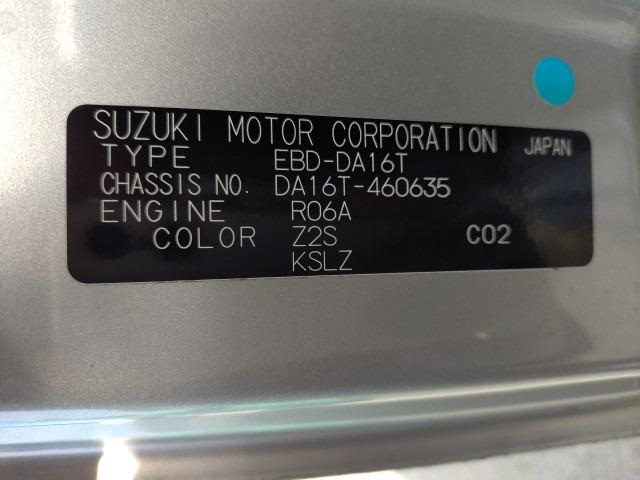 SUZUKI MOTOR CORPORATION JAPAN
TYPE EBD-DA16T
CHASSIS NO. DA16T-460635
ENGINE R06A
COLOR Z2S C02
KSLZ